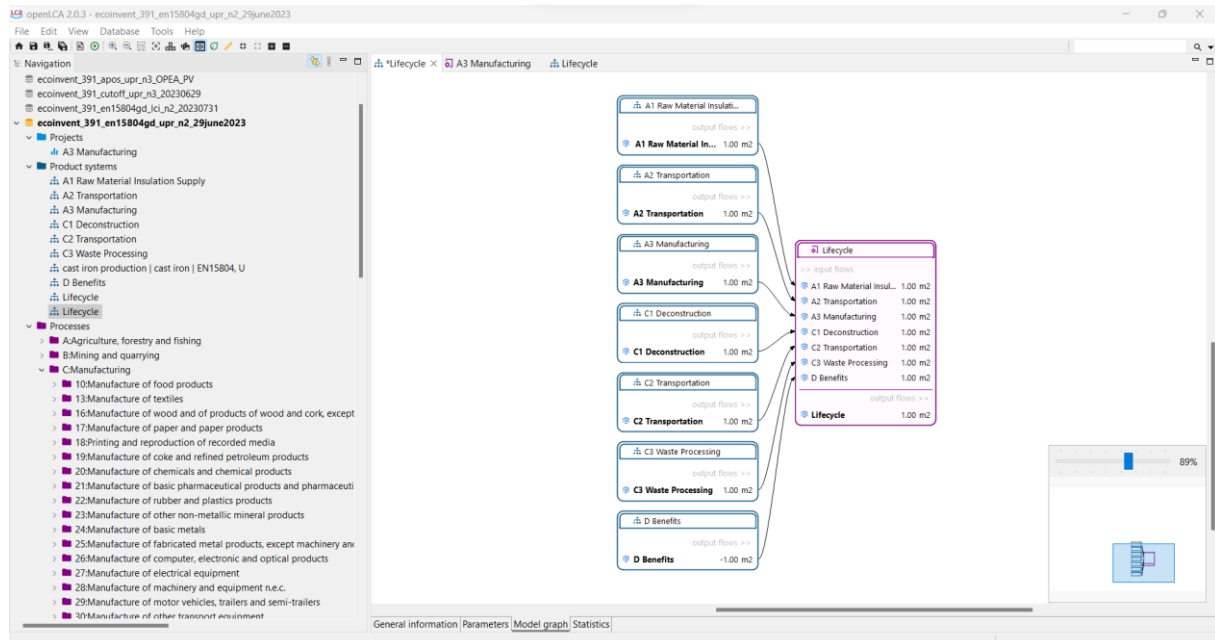 openLCA 2.0.3 - ecoinvent_391_en15804gd_upr_n2_29june2023
File Edit View Database Tools Help
Navigation
ecoinvent_391_apos_upr_n3_OPEA_PV
ecoinvent_391_cutoff_upr_n3_20230629
ecoinvent_391_en15804gd_lci_n2_20230731
ecoinvent_391_en15804gd_upr_n2_29june2023
Projects
A3 Manufacturing
Product systems
A1 Raw Material Insulation Supply
A2 Transportation
A3 Manufacturing
C1 Deconstruction
C2 Transportation
C3 Waste Processing
cast iron production | cast iron | EN15804, U
D Benefits
Lifecycle
Lifecycle
Processes
A:Agriculture, forestry and fishing
B:Mining and quarrying
C:Manufacturing
10:Manufacture of food products
13:Manufacture of textiles
16:Manufacture of wood and of products of wood and cork, except
17:Manufacture of paper and paper products
18:Printing and reproduction of recorded media
19:Manufacture of coke and refined petroleum products
20:Manufacture of chemicals and chemical products
21:Manufacture of basic pharmaceutical products and pharmaceuti
22:Manufacture of rubber and plastics products
23:Manufacture of other non-metallic mineral products
24:Manufacture of basic metals
25:Manufacture of fabricated metal products, except machinery and
26:Manufacture of computer, electronic and optical products
27:Manufacture of electrical equipment
28:Manufacture of machinery and equipment n.e.c.
29:Manufacture of motor vehicles, trailers and semi-trailers
30:Manufacture of other transport equipment
*Lifecycle A3 Manufacturing Lifecycle
A1 Raw Material Insulati...
output flows >>
A1 Raw Material In... 1.00 m2
A2 Transportation
output flows >>
A2 Transportation 1.00 m2
A3 Manufacturing
output flows >>
A3 Manufacturing 1.00 m2
C1 Deconstruction
output flows >>
C1 Deconstruction 1.00 m2
C2 Transportation
output flows >>
C2 Transportation 1.00 m2
C3 Waste Processing
output flows >>
C3 Waste Processing 1.00 m2
D Benefits
output flows >>
D Benefits -1.00 m2
Lifecycle
>> input flows
A1 Raw Material Insul... 1.00 m2
A2 Transportation 1.00 m2
A3 Manufacturing 1.00 m2
C1 Deconstruction 1.00 m2
C2 Transportation 1.00 m2
C3 Waste Processing 1.00 m2
D Benefits 1.00 m2
output flows >>
Lifecycle 1.00 m2
89%
General information Parameters Model graph Statistics